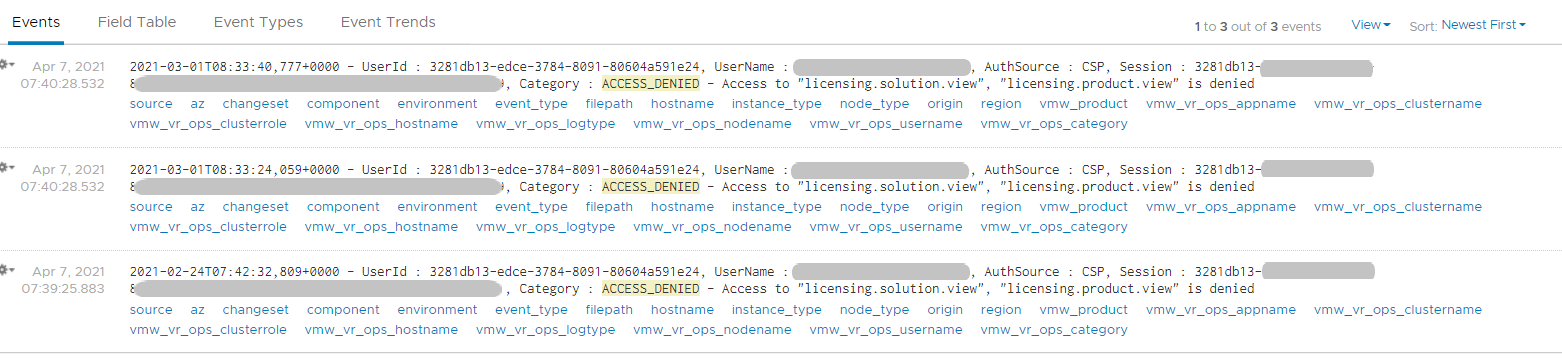 Events Field Table Event Types Event Trends 1 to 3 out of 3 events View Sort: Newest First
Apr 7, 2021 2021-03-01T08:33:40,777+0000 - UserId : 3281db13-edce-3784-8091-80604a591e24, UserName : , AuthSource : CSP, Session : 3281db13-
07:40:28.532 , Category : ACCESS_DENIED - Access to "licensing.solution.view", "licensing.product.view" is denied
source az changeset component environment event_type filepath hostname instance_type node_type origin region vmw_product vmw_vr_ops_appname vmw_vr_ops_clustername
vmw_vr_ops_clusterrole vmw_vr_ops_hostname vmw_vr_ops_logtype vmw_vr_ops_nodename vmw_vr_ops_username vmw_vr_ops_category
Apr 7, 2021 2021-03-01T08:33:24,059+0000 - UserId : 3281db13-edce-3784-8091-80604a591e24, UserName : , AuthSource : CSP, Session : 3281db13-
07:40:28.532 , Category : ACCESS_DENIED - Access to "licensing.solution.view", "licensing.product.view" is denied
source az changeset component environment event_type filepath hostname instance_type node_type origin region vmw_product vmw_vr_ops_appname vmw_vr_ops_clustername
vmw_vr_ops_clusterrole vmw_vr_ops_hostname vmw_vr_ops_logtype vmw_vr_ops_nodename vmw_vr_ops_username vmw_vr_ops_category
Apr 7, 2021 2021-02-24T07:42:32,809+0000 - UserId : 3281db13-edce-3784-8091-80604a591e24, UserName : , AuthSource : CSP, Session : 3281db13-
07:39:25.883 , Category : ACCESS_DENIED - Access to "licensing.solution.view", "licensing.product.view" is denied
source az changeset component environment event_type filepath hostname instance_type node_type origin region vmw_product vmw_vr_ops_appname vmw_vr_ops_clustername
vmw_vr_ops_clusterrole vmw_vr_ops_hostname vmw_vr_ops_logtype vmw_vr_ops_nodename vmw_vr_ops_username vmw_vr_ops_category